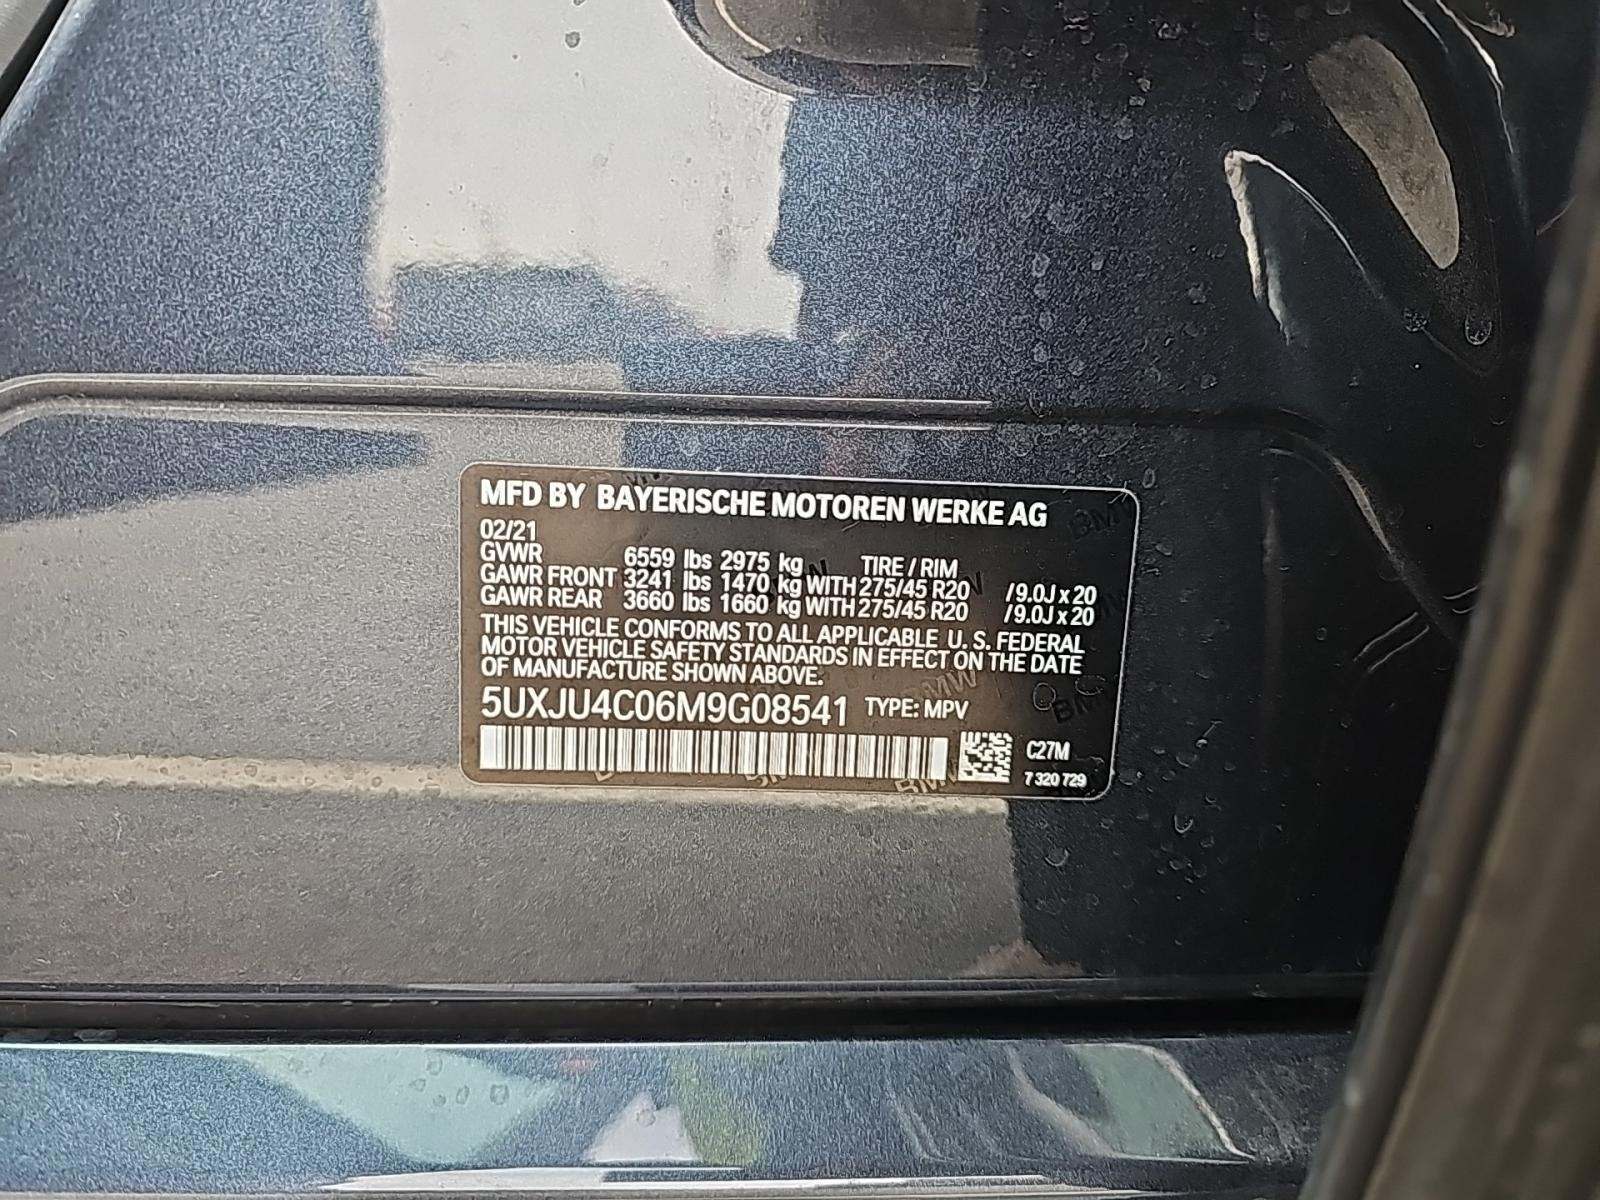 MFD BY BAYERISCHE MOTOREN WERKE AG
02/21
GVWR 6559 lbs 2975 kg TIRE / RIM
GAWR FRONT 3241 lbs 1470 kg WITH 275/45 R20 /9.0J x 20
GAWR REAR 3660 lbs 1660 kg WITH 275/45 R20 /9.0J x 20
THIS VEHICLE CONFORMS TO ALL APPLICABLE U. S. FEDERAL
MOTOR VEHICLE SAFETY STANDARDS IN EFFECT ON THE DATE
OF MANUFACTURE SHOWN ABOVE.
5UXJU4C06M9G08541 TYPE: MPV
C27M
7 320 729